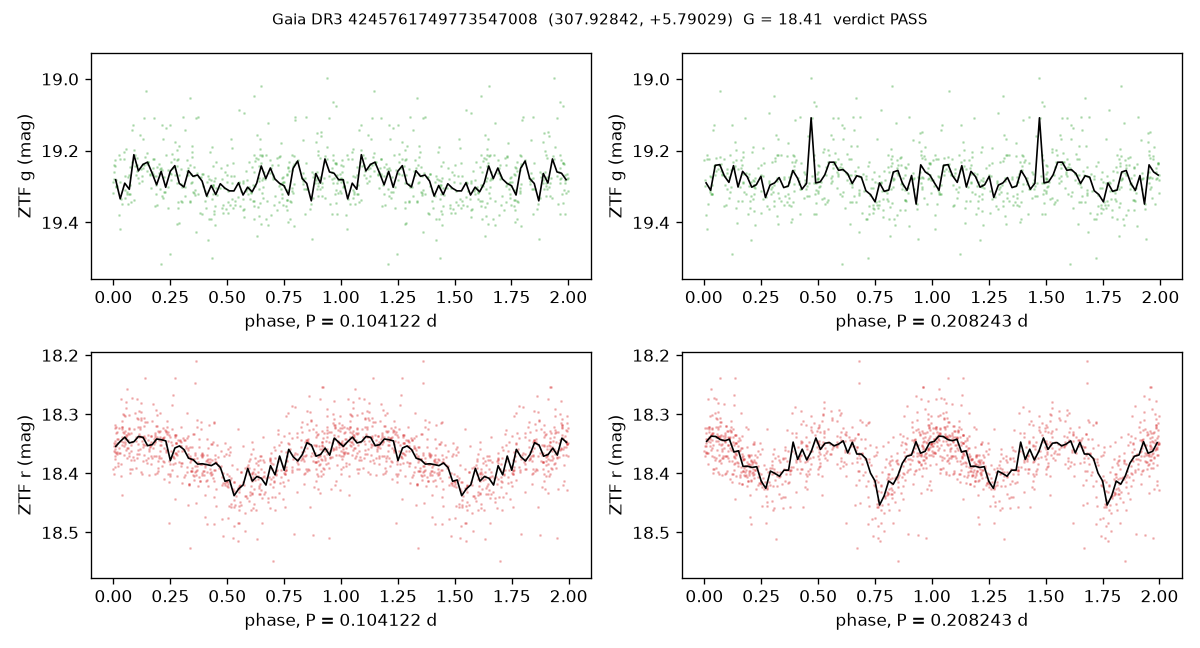 Gaia DR3 4245761749773547008  (307.92842, +5.79029)  G = 18.41  verdict PASS
19.0
19.2
19.4
ZTF g (mag)
0.00 0.25 0.50 0.75 1.00 1.25 1.50 1.75 2.00
phase, P = 0.104122 d
19.0
19.2
19.4
ZTF g (mag)
0.00 0.25 0.50 0.75 1.00 1.25 1.50 1.75 2.00
phase, P = 0.208243 d
18.2
18.3
18.4
18.5
ZTF r (mag)
0.00 0.25 0.50 0.75 1.00 1.25 1.50 1.75 2.00
phase, P = 0.104122 d
18.2
18.3
18.4
18.5
ZTF r (mag)
0.00 0.25 0.50 0.75 1.00 1.25 1.50 1.75 2.00
phase, P = 0.208243 d